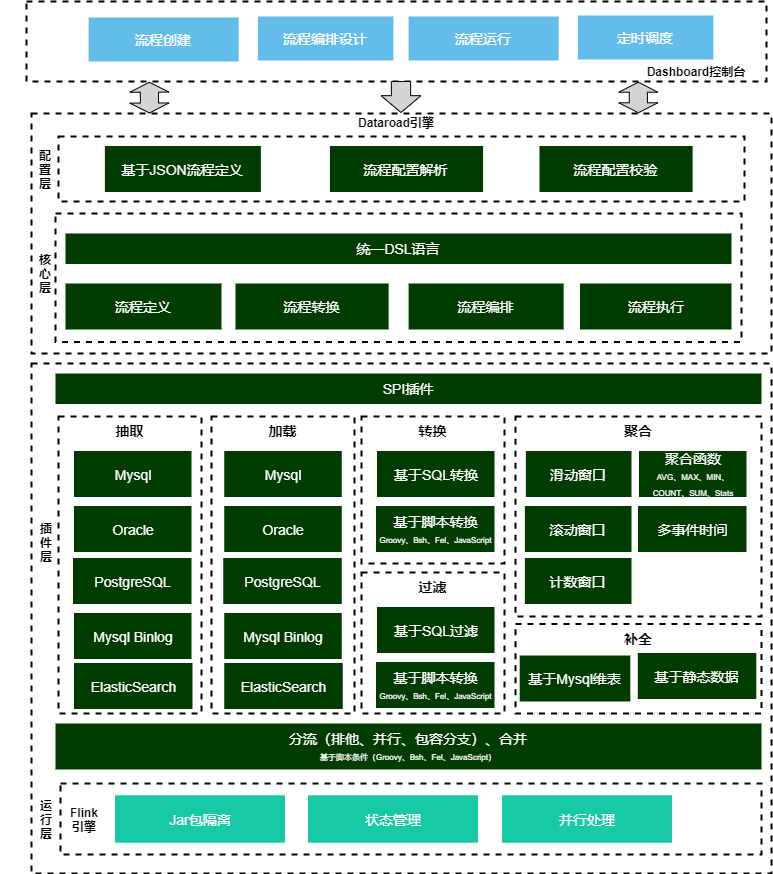 流程创建
流程编排设计
流程运行
定时调度
Dashboard控制台
Dataroad引擎
配置层
基于JSON流程定义
流程配置解析
流程配置校验
核心层
统一DSL语言
流程定义
流程转换
流程编排
流程执行
SPI插件
插件层
抽取
Mysql
Oracle
PostgreSQL
Mysql Binlog
ElasticSearch
加载
Mysql
Oracle
PostgreSQL
Mysql Binlog
ElasticSearch
转换
基于SQL转换
基于脚本转换
Groovy、Bsh、Fel、JavaScript
过滤
基于SQL过滤
基于脚本转换
Groovy、Bsh、Fel、JavaScript
聚合
滑动窗口
聚合函数
AVG、MAX、MIN、
COUNT、SUM、Stats
滚动窗口
多事件时间
计数窗口
补全
基于Mysql维表
基于静态数据
分流（排他、并行、包容分支）、合并
基于脚本条件（Groovy、Bsh、Fel、JavaScript）
运行层
Flink
引擎
Jar包隔离
状态管理
并行处理